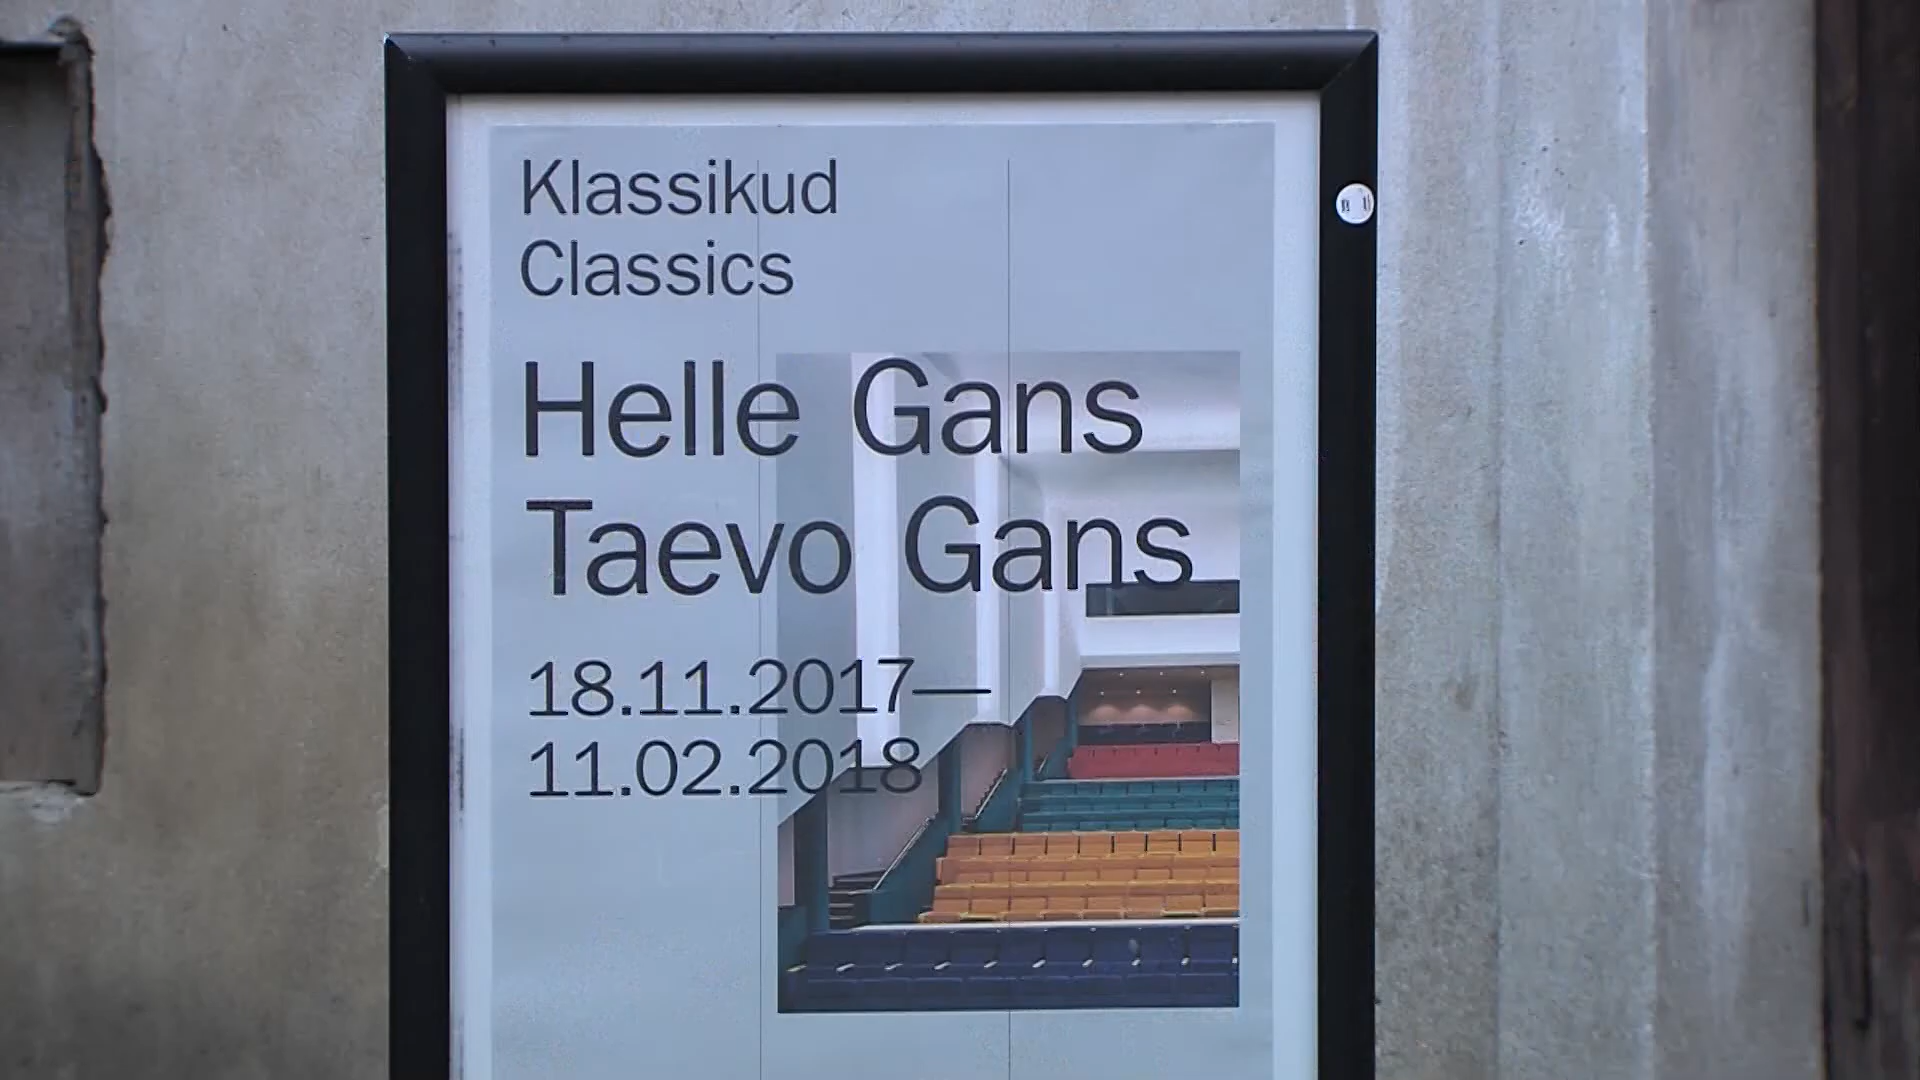 Klassikud
Classics
Helle Gans
Taevo Gans
18.11.2017—
11.02.2018